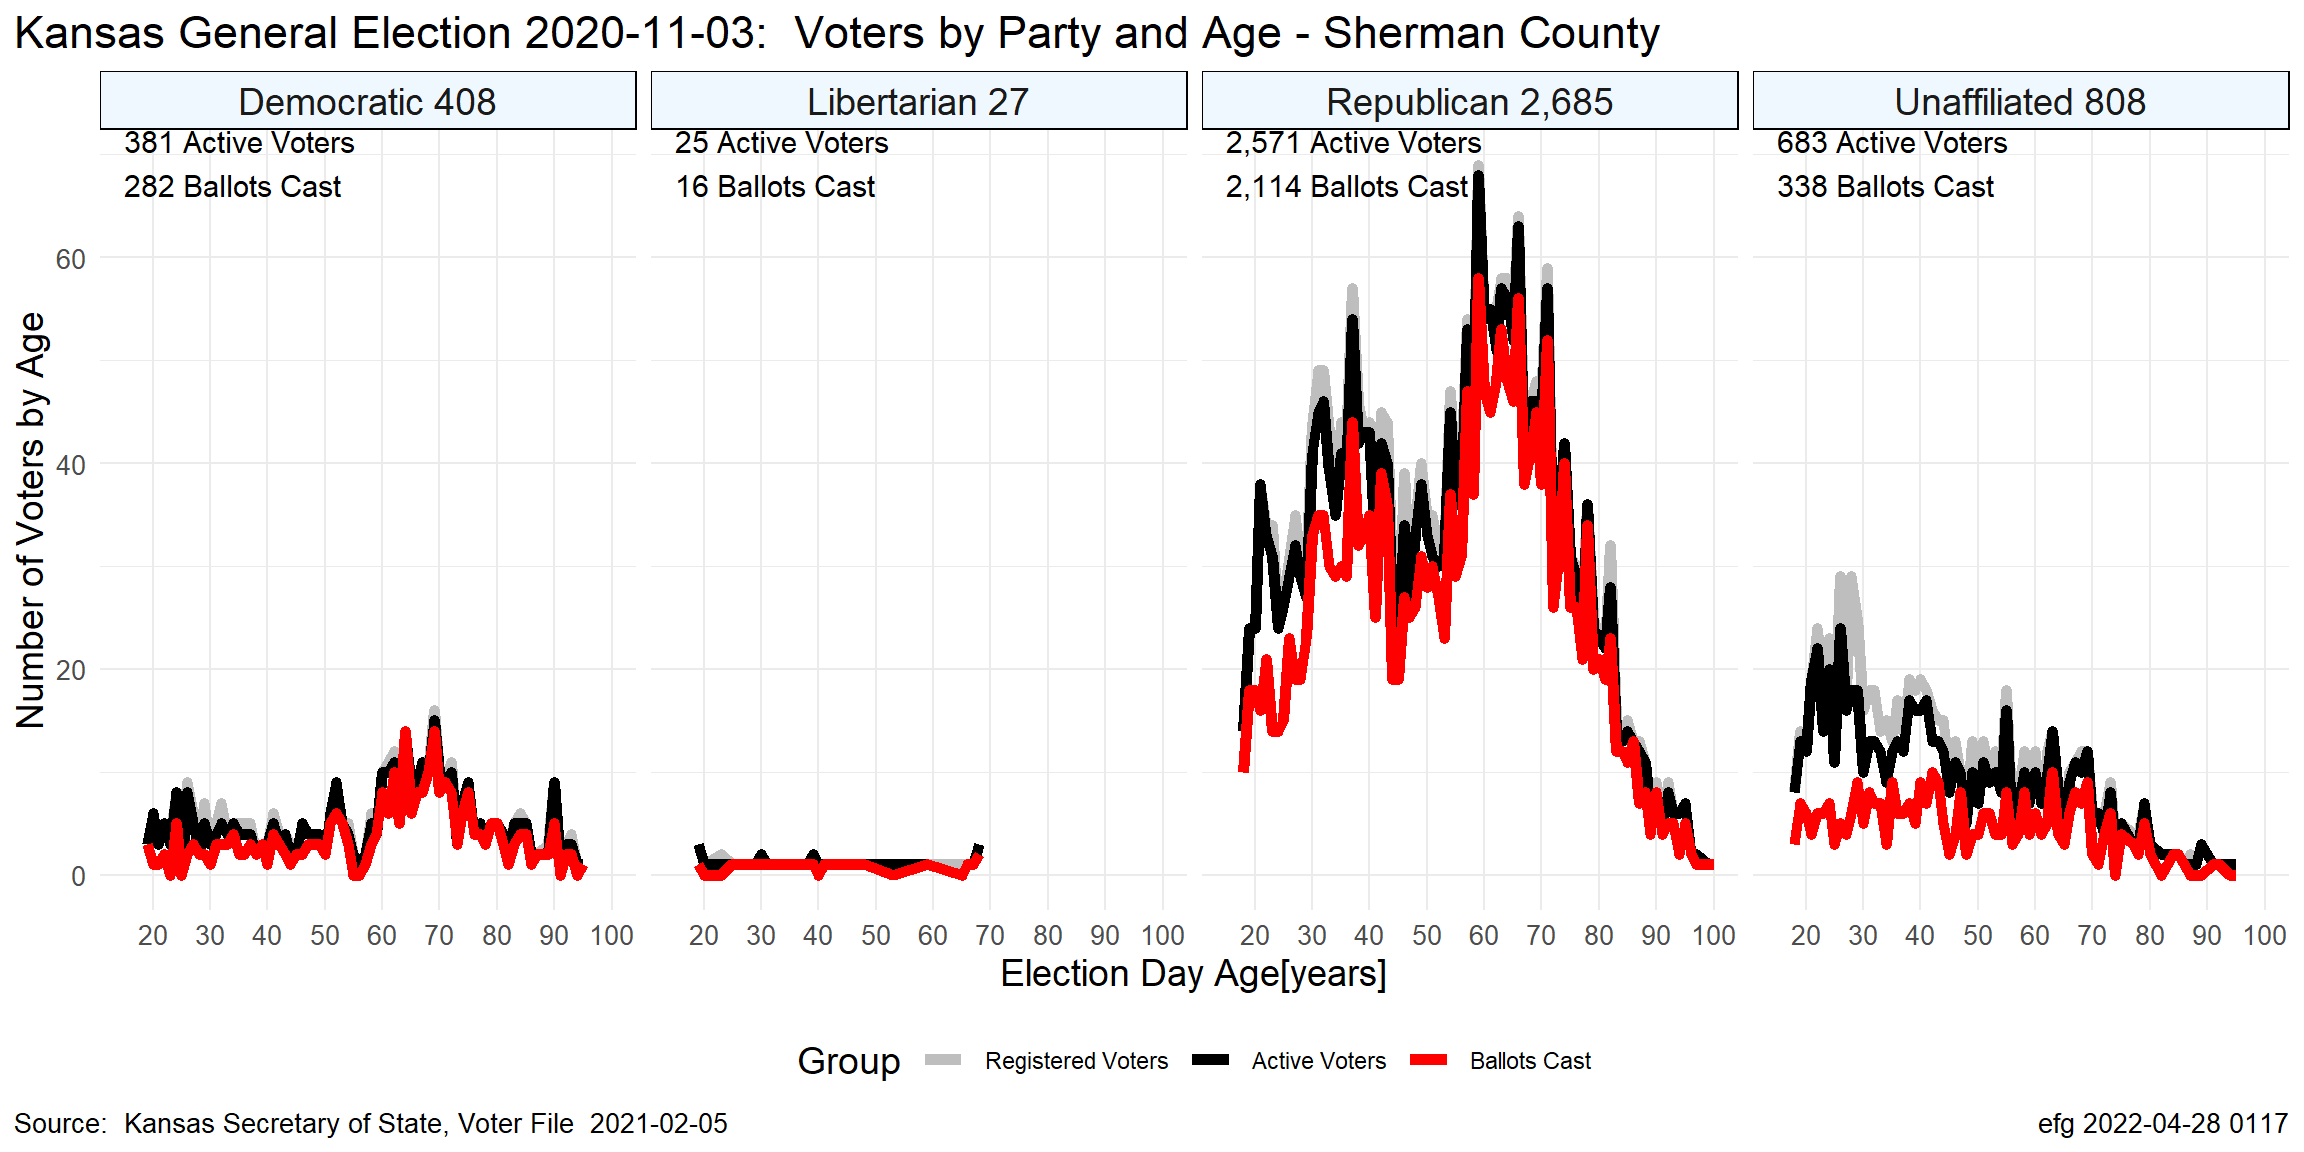 Kansas General Election 2020-11-03:  Voters by Party and Age - Sherman County
Democratic 408
Libertarian 27
Republican 2,685
Unaffiliated 808
381 Active Voters
282 Ballots Cast
25 Active Voters
16 Ballots Cast
2,571 Active Voters
2,114 Ballots Cast
683 Active Voters
338 Ballots Cast
Number of Voters by Age
60
40
20
0
20 30 40 50 60 70 80 90 100
20 30 40 50 60 70 80 90 100
20 30 40 50 60 70 80 90 100
20 30 40 50 60 70 80 90 100
Election Day Age[years]
Group Registered Voters Active Voters Ballots Cast
Source:  Kansas Secretary of State, Voter File  2021-02-05
efg 2022-04-28 0117